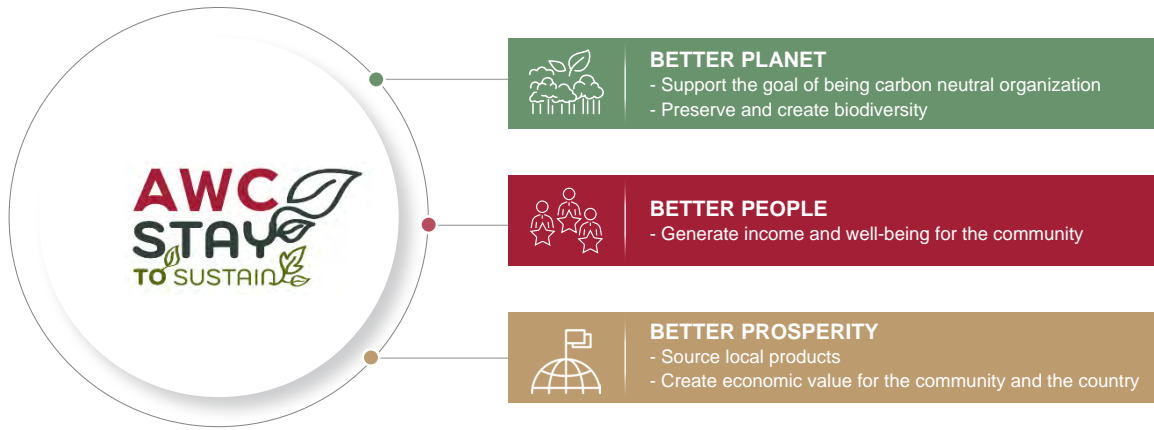 AWC
STAY
TO SUSTAIN
BETTER PLANET
- Support the goal of being carbon neutral organization
- Preserve and create biodiversity
BETTER PEOPLE
- Generate income and well-being for the community
BETTER PROSPERITY
- Source local products
- Create economic value for the community and the country